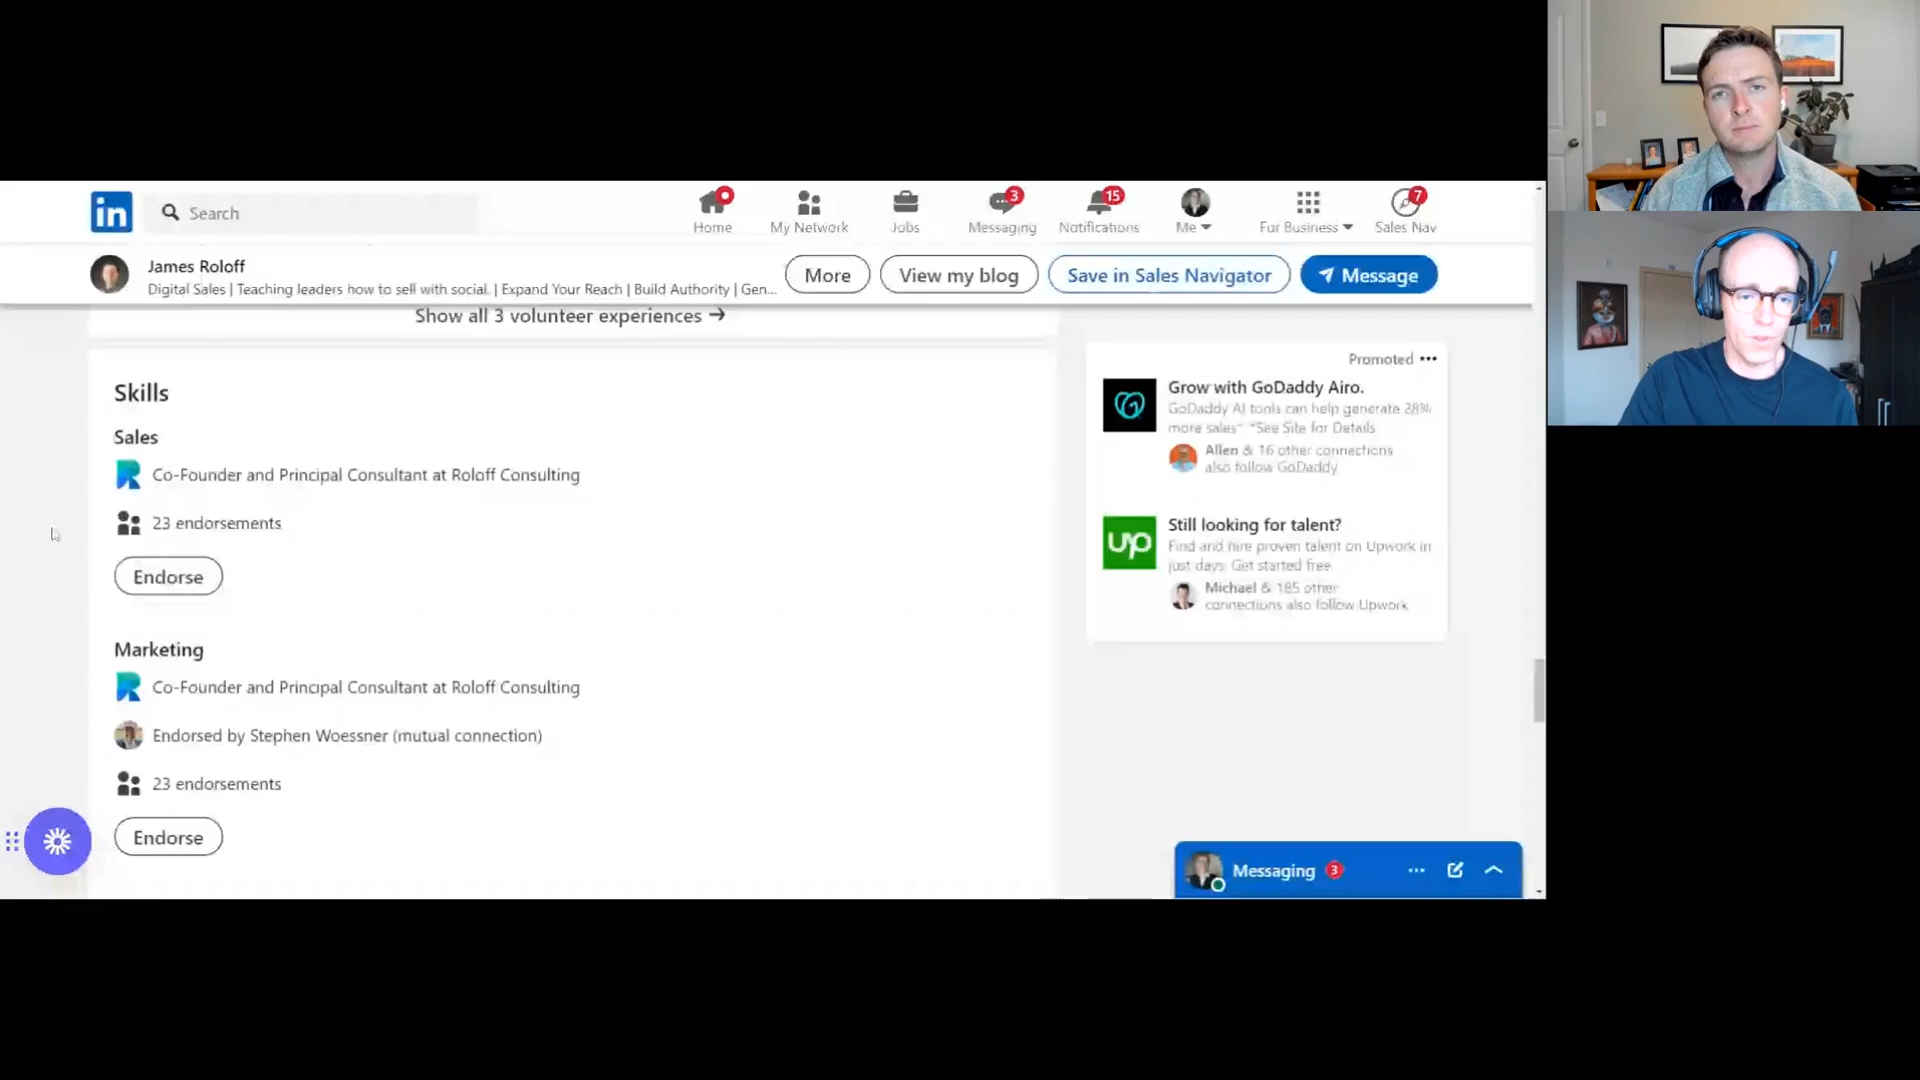 in
Search
Home
My Network
Jobs
3
Messaging
15
Notifications
Me
For Business
7
Sales Nav
James Roloff
Digital Sales | Teaching leaders how to sell with social. | Expand Your Reach | Build Authority | Gen...
More
View my blog
Save in Sales Navigator
Message
Show all 3 volunteer experiences →
Skills
Sales
Co-Founder and Principal Consultant at Roloff Consulting
23 endorsements
Endorse
Marketing
Co-Founder and Principal Consultant at Roloff Consulting
Endorsed by Stephen Woessner (mutual connection)
23 endorsements
Endorse
Promoted
Grow with GoDaddy Airo.
GoDaddy AI tools can help generate 28%
more sales* *See Site for Details
Allen & 16 other connections
also follow GoDaddy
up
Still looking for talent?
Find and hire proven talent on Upwork in
just days. Get started free.
Michael & 185 other
connections also follow Upwork
Messaging 3